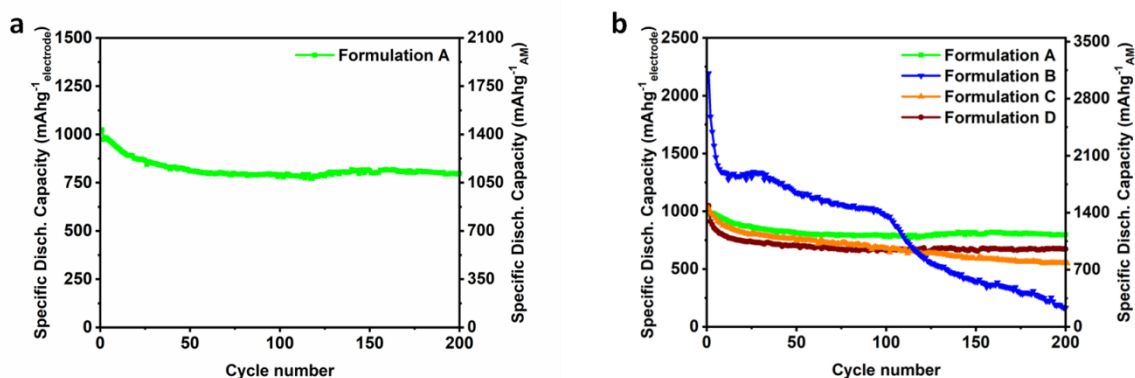 a
Specific Disch. Capacity (mAhg⁻¹electrode)
1500
1250
1000
750
500
250
0
Formulation A
2100
1750
1400
1050
700
350
0
Specific Disch. Capacity (mAhg⁻¹AM)
0
50
100
150
200
Cycle number
b
Specific Disch. Capacity (mAhg⁻¹electrode)
2500
2000
1500
1000
500
0
Formulation A
Formulation B
Formulation C
Formulation D
3500
2800
2100
1400
700
0
Specific Disch. Capacity (mAhg⁻¹AM)
0
50
100
150
200
Cycle number